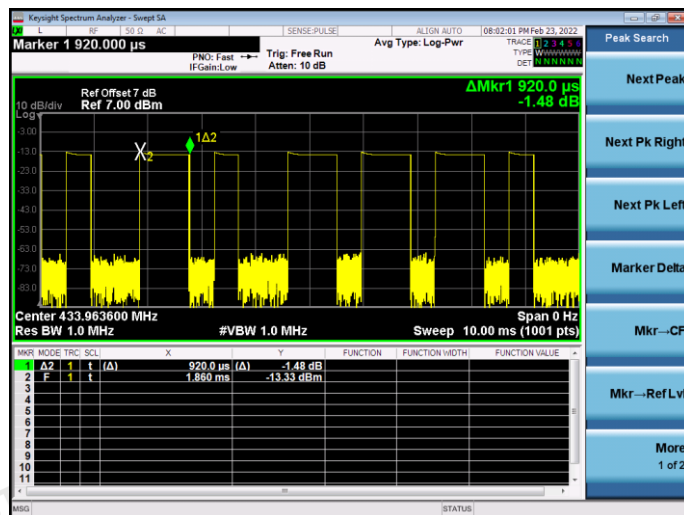 Keysight Spectrum Analyzer - Swept SA
L RF 50 Ω AC SENSE:PULSE ALIGN AUTO 08:02:01 PM Feb 23, 2022
Marker 1 920.000 µs
PNO: Fast
IFGain:Low
Trig: Free Run
Atten: 10 dB
Avg Type: Log-Pwr
TRACE 1 2 3 4 5 6
TYPE W
DET N N N N N N
Peak Search
Next Peak
Next Pk Right
Next Pk Left
Marker Delta
Mkr→CF
Mkr→Ref Lvl
More
1 of 2
ΔMkr1 920.0 µs
-1.48 dB
Ref Offset 7 dB
10 dB/div Ref 7.00 dBm
Log
-3.00
-13.0
-23.0
-33.0
-43.0
-53.0
-63.0
-73.0
-83.0
2
1Δ2
Center 433.963600 MHz Span 0 Hz
Res BW 1.0 MHz #VBW 1.0 MHz Sweep 10.00 ms (1001 pts)
MKR MODE TRC SCL X Y FUNCTION FUNCTION WIDTH FUNCTION VALUE
1 Δ2 1 t (Δ) 920.0 µs (Δ) -1.48 dB
2 F 1 t 1.860 ms -13.33 dBm
3
4
5
6
7
8
9
10
11
MSG STATUS